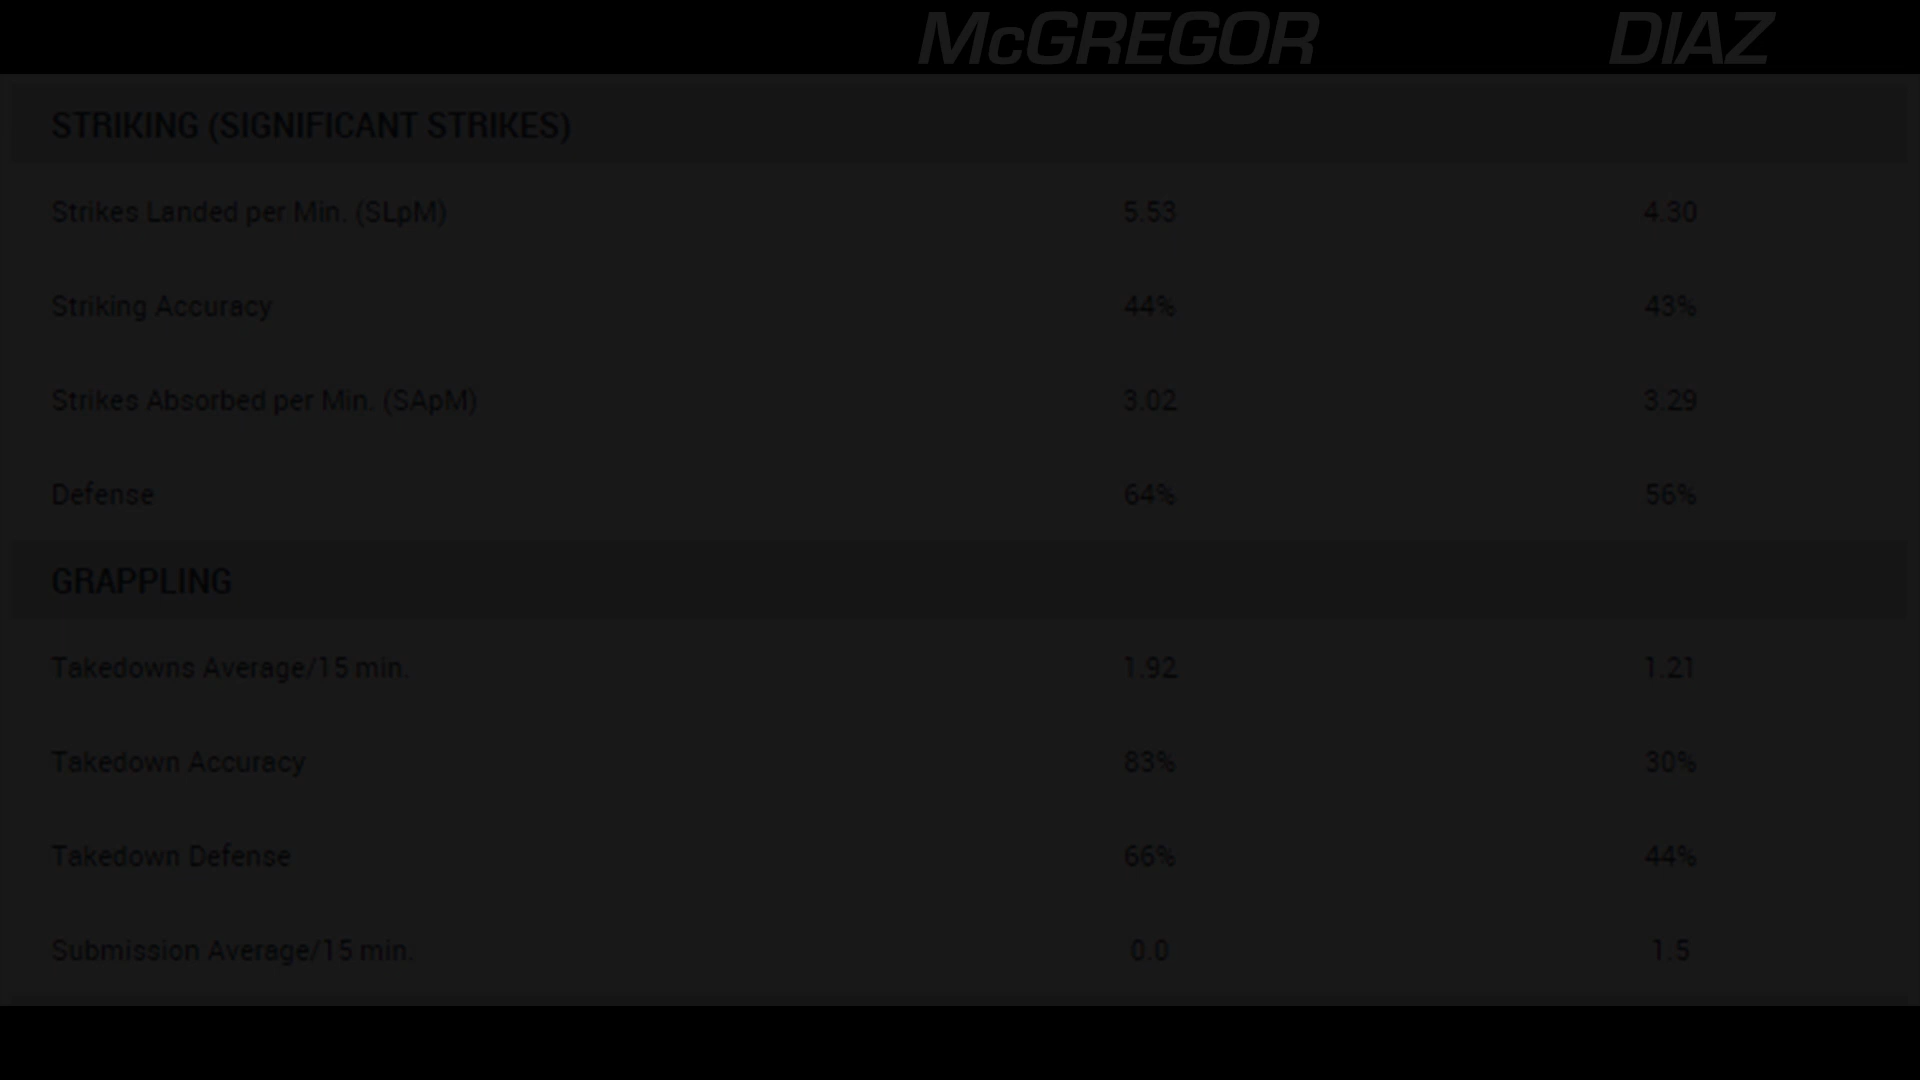 McGREGOR DIAZ
STRIKING (SIGNIFICANT STRIKES)
Strikes Landed per Min. (SLpM) 5.53 4.30
Striking Accuracy 44% 43%
Strikes Absorbed per Min. (SApM) 3.02 3.29
Defense 64% 56%
GRAPPLING
Takedowns Average/15 min. 1.92 1.21
Takedown Accuracy 83% 30%
Takedown Defense 66% 44%
Submission Average/15 min. 0.0 1.5